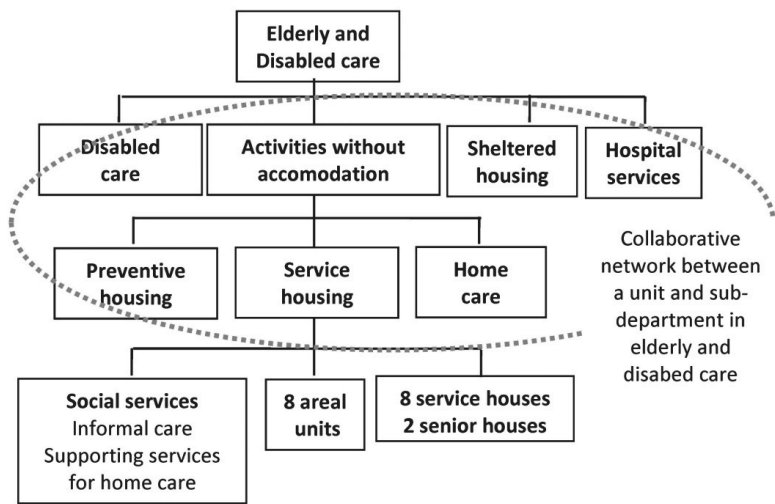 Elderly and
Disabled care
Disabled
care
Activities without
accomodation
Sheltered
housing
Hospital
services
Preventive
housing
Service
housing
Home
care
Collaborative
network between
a unit and sub-
department in
elderly and
disabed care
Social services
Informal care
Supporting services
for home care
8 areal
units
8 service houses
2 senior houses